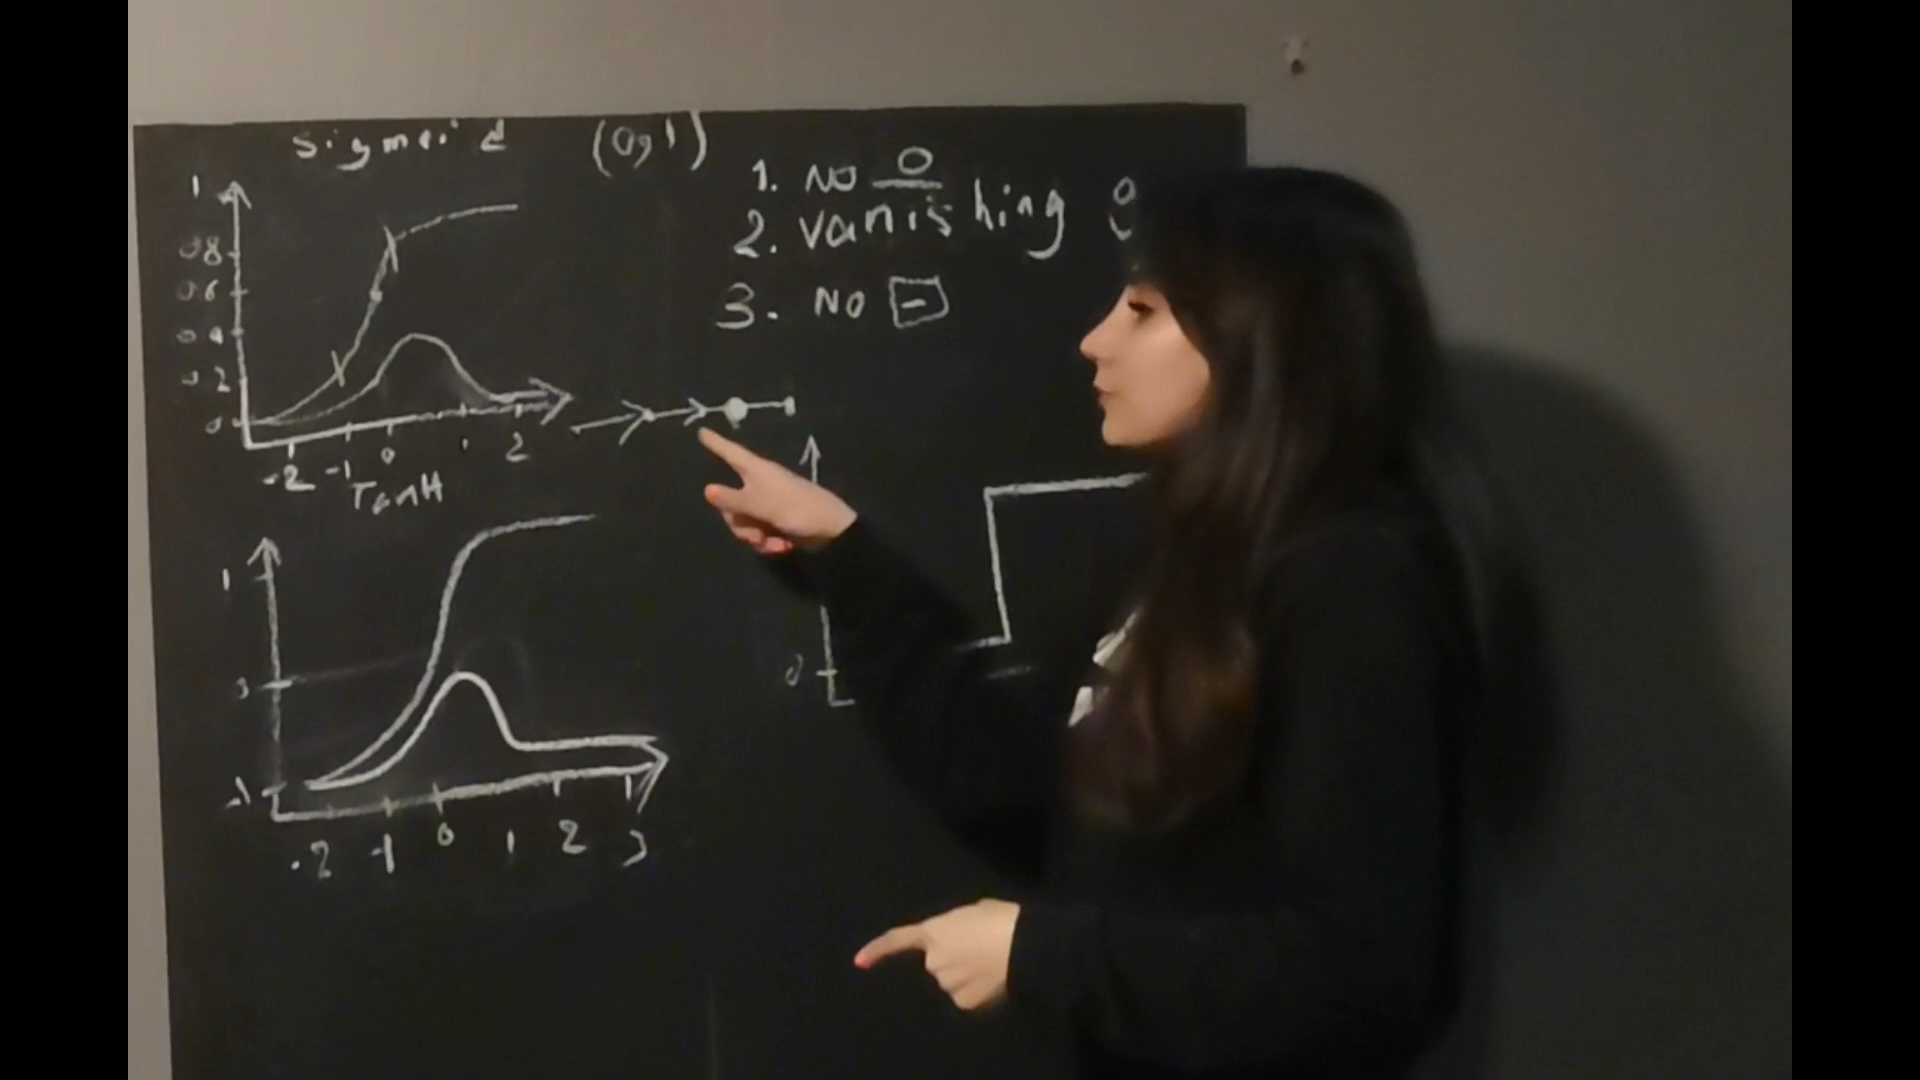 sigmoid (0,1)
1
0.8
0.6
0.4
0.2
0
-2 -1 0 1 2
1. NO 0
2. vanishing g
3. NO -
TanH
1
-1
-2 -1 0 1 2 3
0